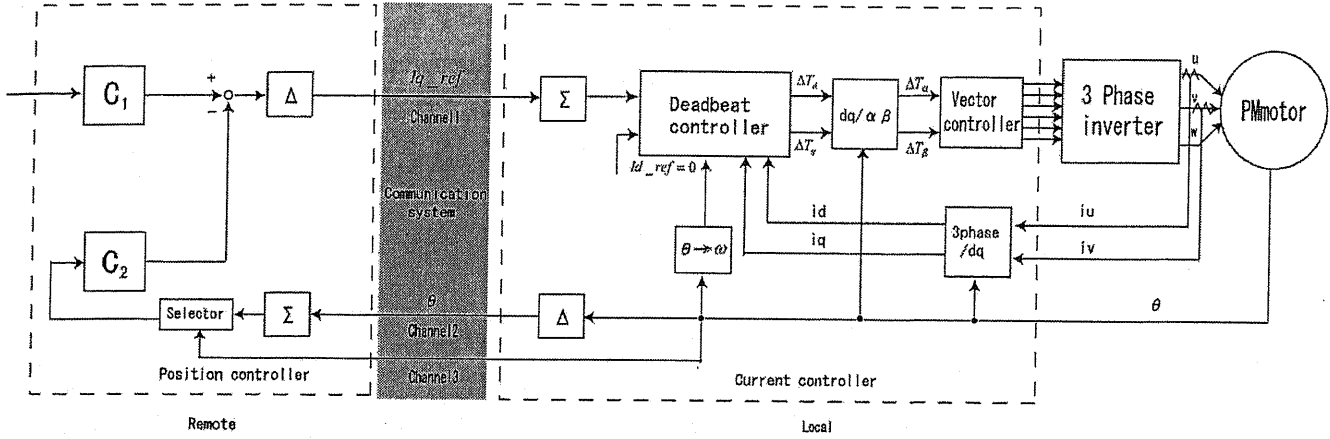 C1
+
−
Δ
Iq_ref
Channel1
Σ
Deadbeat
controller
ΔTd
ΔTq
dq/αβ
ΔTα
ΔTβ
Vector
controller
3 Phase
inverter
u
v
w
PMmotor
Id_ref=0
Communication
system
C2
θ→ω
id
iq
3phase
/dq
iu
iv
Selector
Σ
θ
Channel2
Δ
θ
Channel3
Position controller
Current controller
Remote
Local